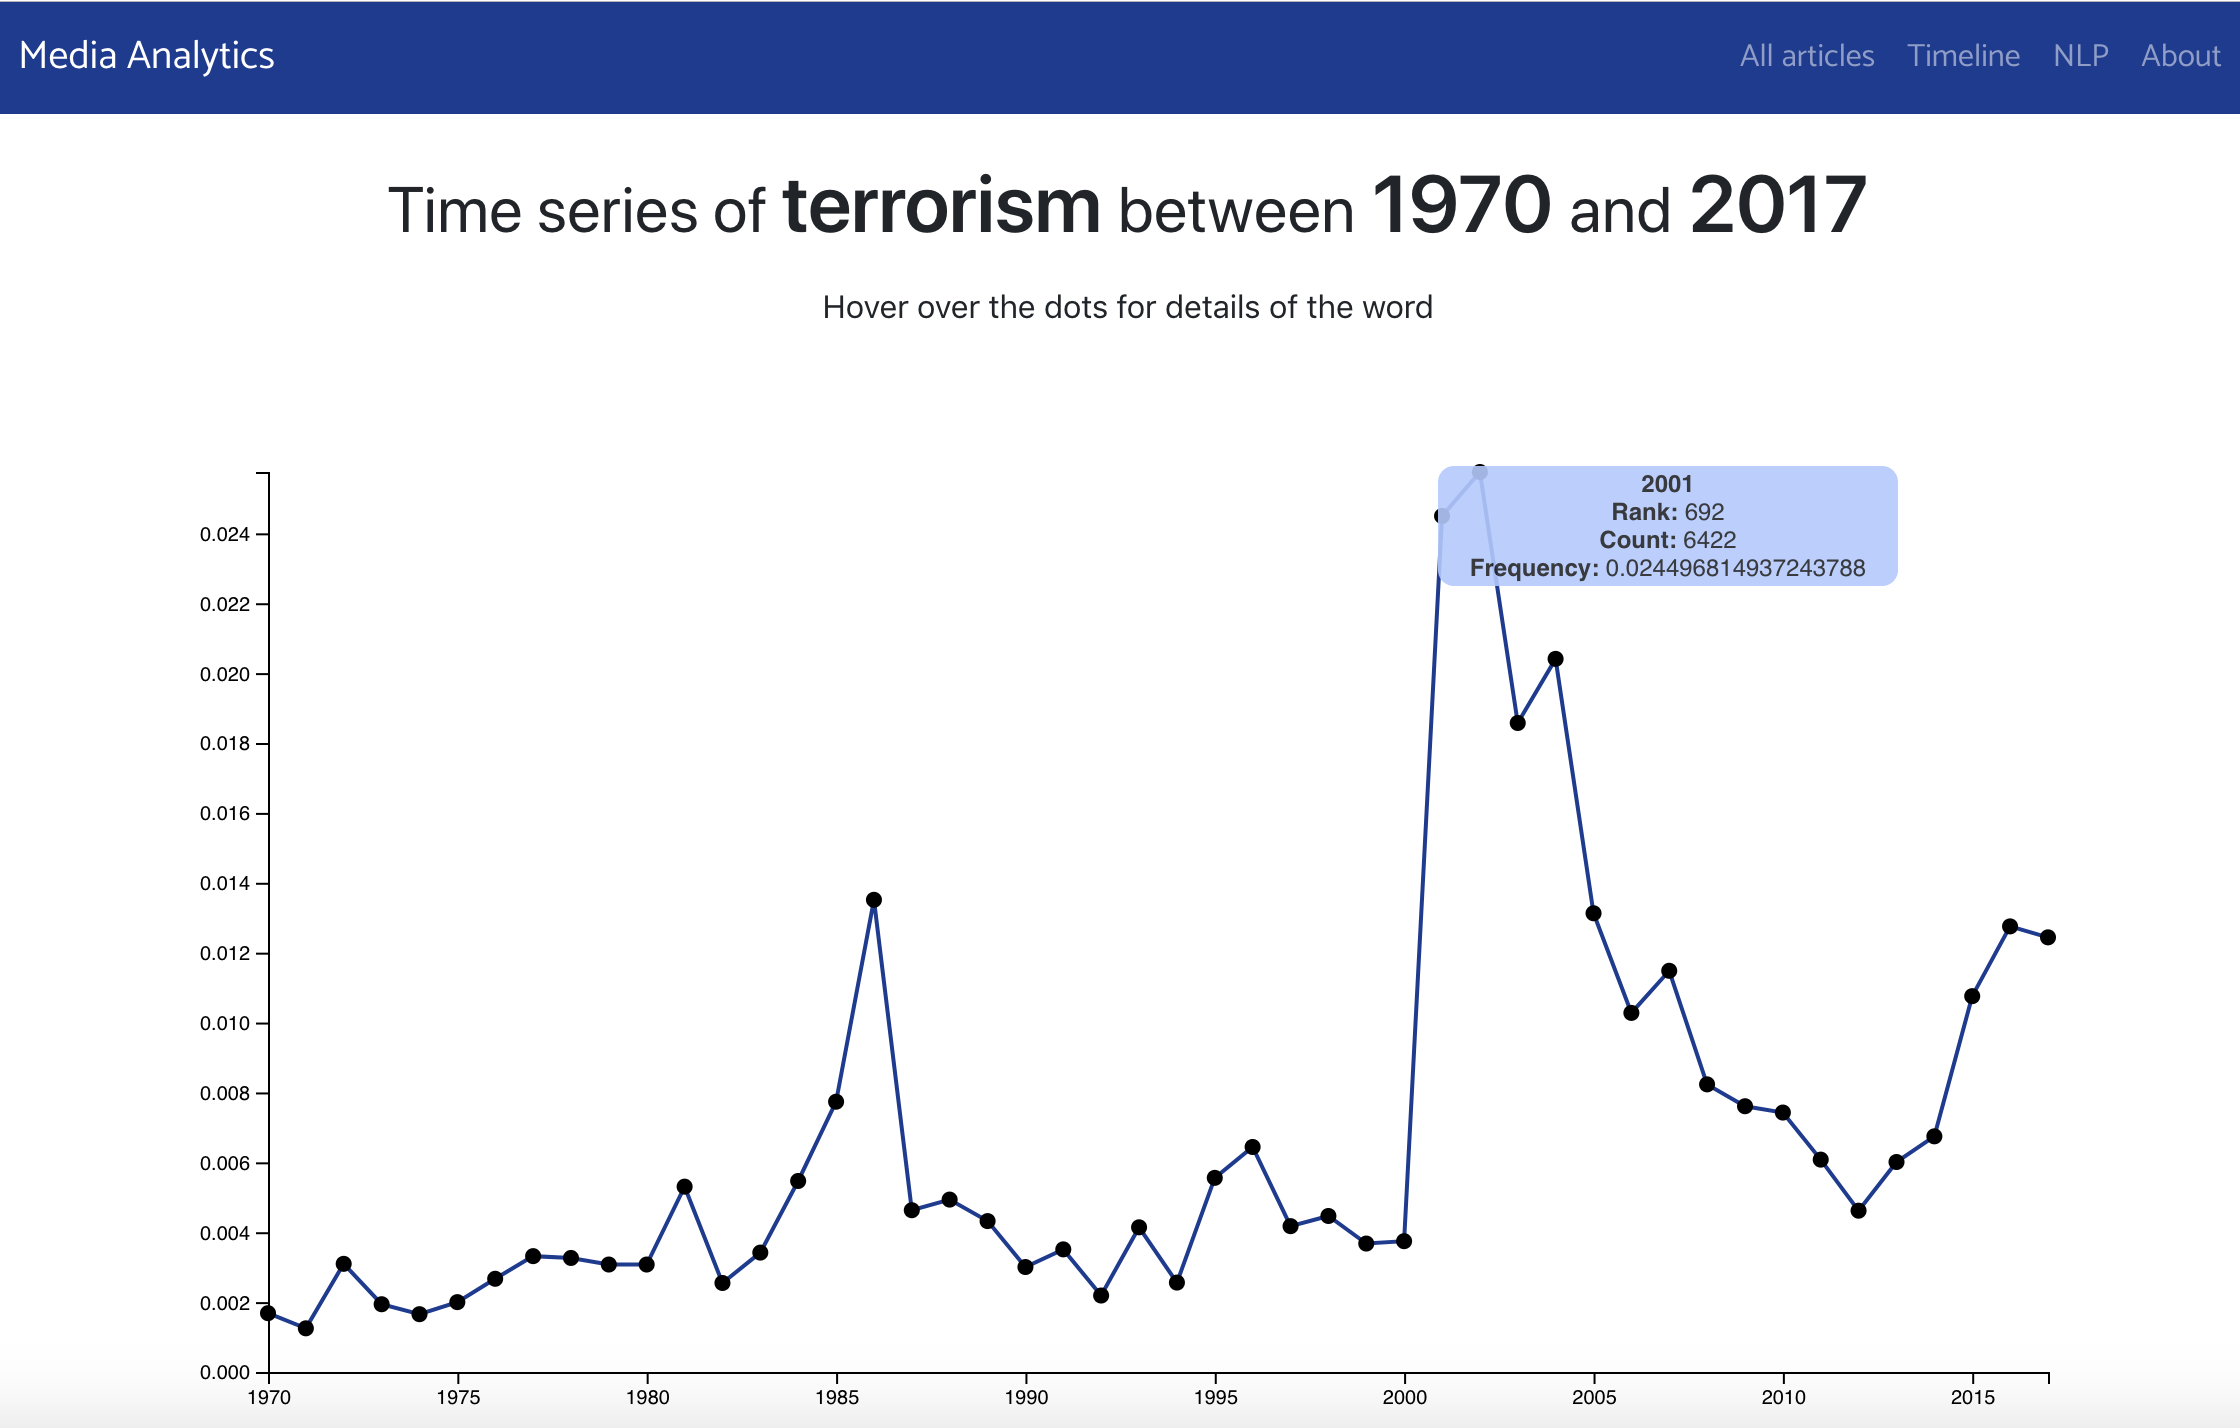 Media Analytics
All articles Timeline NLP About
Time series of terrorism between 1970 and 2017
Hover over the dots for details of the word
2001
Rank: 692
Count: 6422
Frequency: 0.024496814937243788
0.024
0.022
0.020
0.018
0.016
0.014
0.012
0.010
0.008
0.006
0.004
0.002
0.000
1970 1975 1980 1985 1990 1995 2000 2005 2010 2015